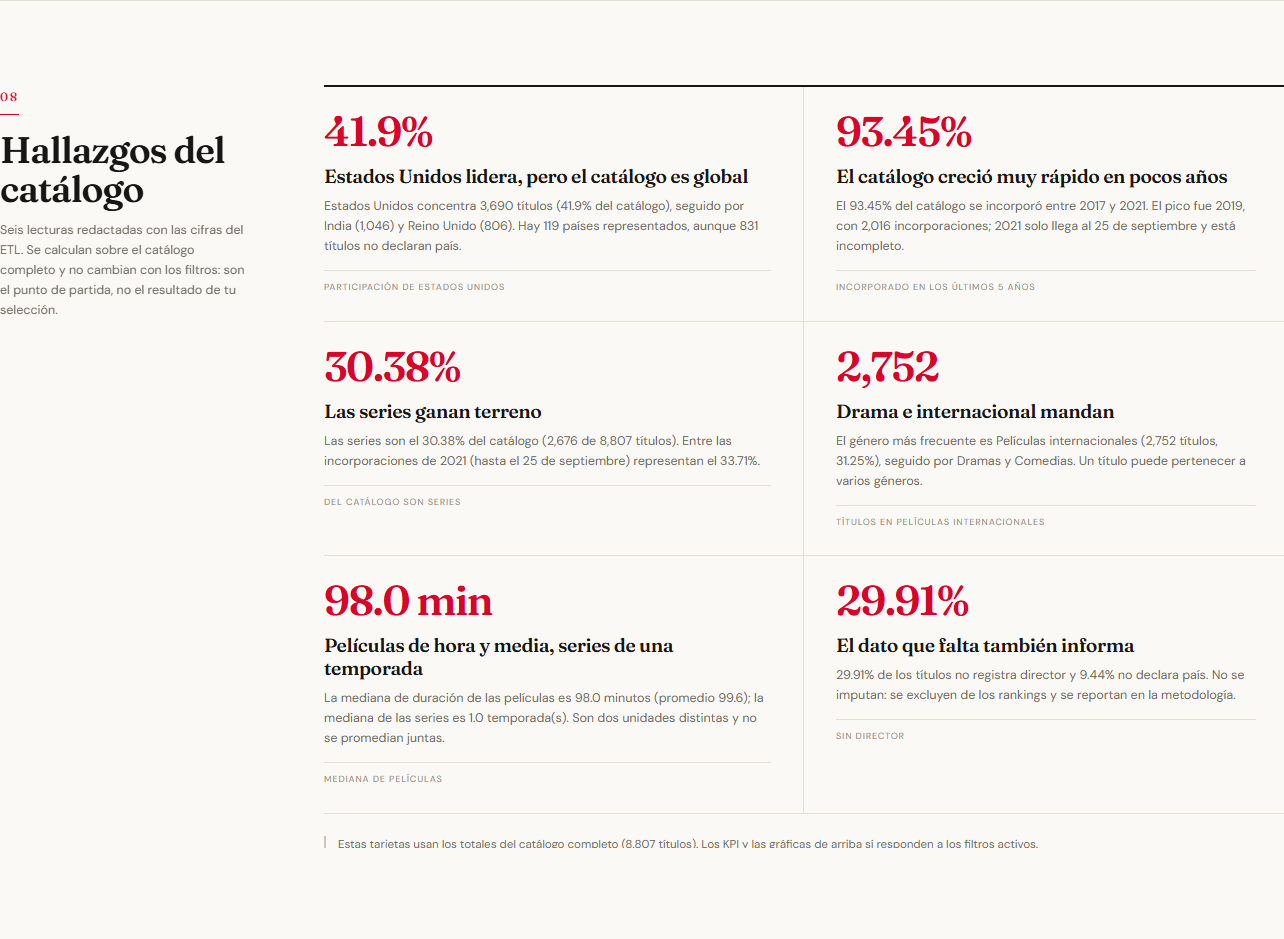 08
Hallazgos del
catálogo
Seis lecturas redactadas con las cifras del
ETL. Se calculan sobre el catálogo
completo y no cambian con los filtros: son
el punto de partida, no el resultado de tu
selección.
41.9%
Estados Unidos lidera, pero el catálogo es global
Estados Unidos concentra 3,690 títulos (41.9% del catálogo), seguido por
India (1,046) y Reino Unido (806). Hay 119 países representados, aunque 831
títulos no declaran país.
PARTICIPACIÓN DE ESTADOS UNIDOS
93.45%
El catálogo creció muy rápido en pocos años
El 93.45% del catálogo se incorporó entre 2017 y 2021. El pico fue 2019,
con 2,016 incorporaciones; 2021 solo llega al 25 de septiembre y está
incompleto.
INCORPORADO EN LOS ÚLTIMOS 5 AÑOS
30.38%
Las series ganan terreno
Las series son el 30.38% del catálogo (2,676 de 8,807 títulos). Entre las
incorporaciones de 2021 (hasta el 25 de septiembre) representan el 33.71%.
DEL CATÁLOGO SON SERIES
2,752
Drama e internacional mandan
El género más frecuente es Películas internacionales (2,752 títulos,
31.25%), seguido por Dramas y Comedias. Un título puede pertenecer a
varios géneros.
TÍTULOS EN PELÍCULAS INTERNACIONALES
98.0 min
Películas de hora y media, series de una
temporada
La mediana de duración de las películas es 98.0 minutos (promedio 99.6); la
mediana de las series es 1.0 temporada(s). Son dos unidades distintas y no
se promedian juntas.
MEDIANA DE PELÍCULAS
29.91%
El dato que falta también informa
29.91% de los títulos no registra director y 9.44% no declara país. No se
imputan: se excluyen de los rankings y se reportan en la metodología.
SIN DIRECTOR
Estas tarjetas usan los totales del catálogo completo (8,807 títulos). Los KPI y las gráficas de arriba sí responden a los filtros activos.